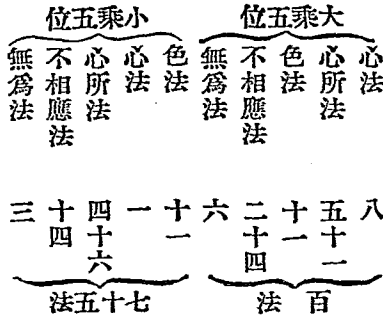 大乘五位
心法 八
心所法 五十一
色法 十一
不相應法 二十四
無爲法 六
百法
小乘五位
色法 十一
心法 一
心所法 四十六
不相應法 十四
無爲法 三
七十五法